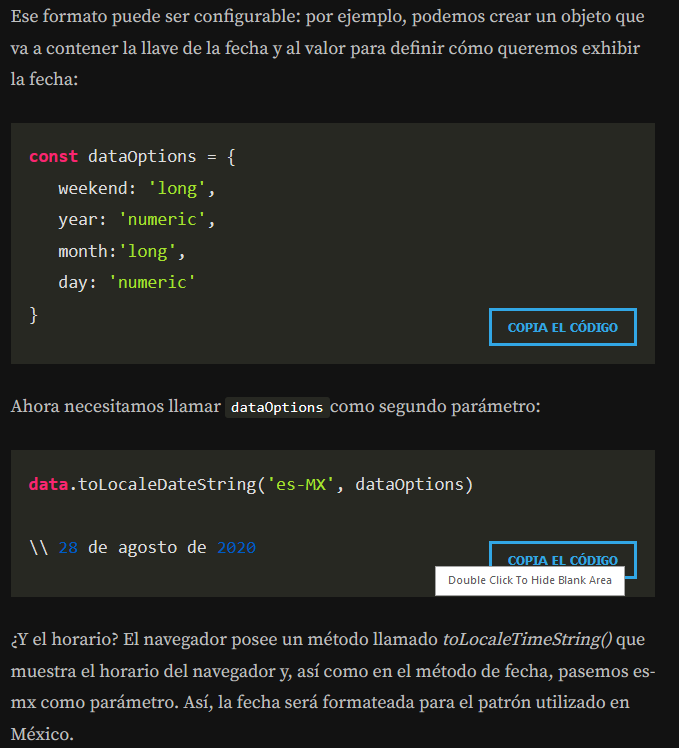 Ese formato puede ser configurable: por ejemplo, podemos crear un objeto que
va a contener la llave de la fecha y al valor para definir cómo queremos exhibir
la fecha:
const dataOptions = {
weekend: 'long',
year: 'numeric',
month:'long',
day: 'numeric'
}
COPIA EL CÓDIGO
Ahora necesitamos llamar dataOptions como segundo parámetro:
data.toLocaleDateString('es-MX', dataOptions)
\\ 28 de agosto de 2020
COPIA EL CÓDIGO
Double Click To Hide Blank Area
¿Y el horario? El navegador posee un método llamado toLocaleTimeString() que
muestra el horario del navegador y, así como en el método de fecha, pasemos es-
mx como parámetro. Así, la fecha será formateada para el patrón utilizado en
México.